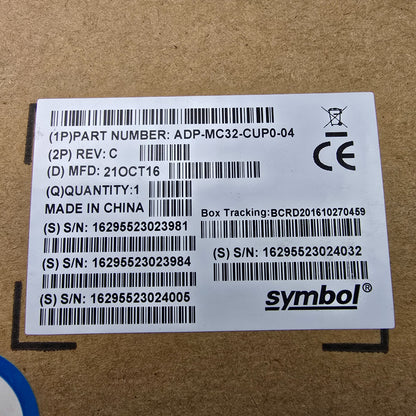 (1P)PART NUMBER: ADP-MC32-CUP0-04
(2P) REV: C
(D) MFD: 21OCT16
(Q)QUANTITY:1
MADE IN CHINA
Box Tracking:BCRD201610270459
(S) S/N: 16295523023981
(S) S/N: 16295523024032
(S) S/N: 16295523023984
(S) S/N: 16295523024005
CE
symbol®